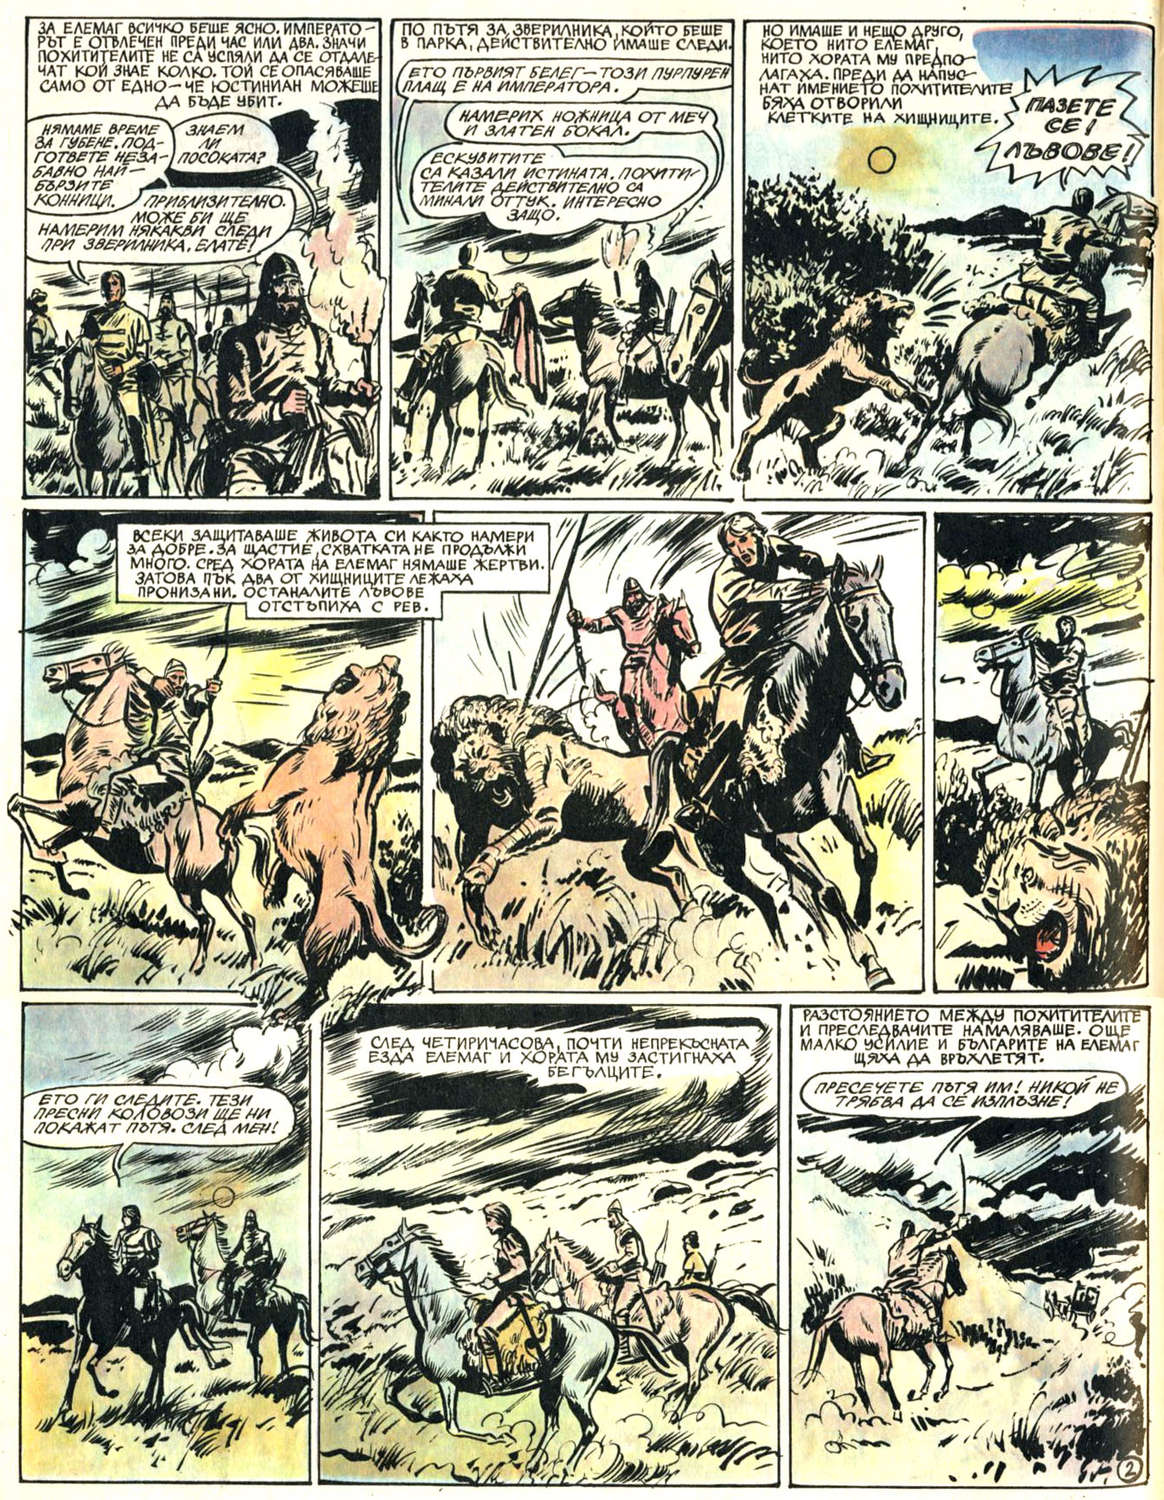 ЗА ЕЛЕМАГ ВСИЧКО БЕШЕ ЯСНО. ИМПЕРАТО-
РЪТ Е ОТВЛЕЧЕН ПРЕДИ ЧАС ИЛИ ДВА. ЗНАЧИ
ПОХИТИТЕЛИТЕ НЕ СА УСПЯЛИ ДА СЕ ОТДАЛЕ-
ЧАТ КОЙ ЗНАЕ КОЛКО. ТОЙ СЕ ОПАСЯВАШЕ
САМО ОТ ЕДНО-ЧЕ ЮСТИНИАН МОЖЕШЕ
ДА БЪДЕ УБИТ.
НЯМАМЕ ВРЕМЕ
ЗА ГУБЕНЕ. ПОД-
ГОТВЕТЕ НЕЗА-
БАВНО НАЙ-
БЪРЗИТЕ
КОННИЦИ.
ЗНАЕМ
ЛИ
ПОСОКАТА?
ПРИБЛИЗИТЕЛНО.
МОЖЕ БИ ЩЕ
НАМЕРИМ НЯКАКВИ СЛЕДИ
ПРИ ЗВЕРИЛНИКА. ЕЛАТЕ!
ПО ПЪТЯ ЗА ЗВЕРИЛНИКА, КОЙТО БЕШЕ
В ПАРКА, ДЕЙСТВИТЕЛНО ИМАШЕ СЛЕДИ.
ЕТО ПЪРВИЯТ БЕЛЕГ-ТОЗИ ПУРПУРЕН
ПЛАЩ Е НА ИМПЕРАТОРА.
НАМЕРИХ НОЖНИЦА ОТ МЕЧ
И ЗЛАТЕН БОКАЛ.
ЕСКУВИТИТЕ
СА КАЗАЛИ ИСТИНАТА. ПОХИТИ-
ТЕЛИТЕ ДЕЙСТВИТЕЛНО СА
МИНАЛИ ОТТУК. ИНТЕРЕСНО
ЗАЩО.
НО ИМАШЕ И НЕЩО ДРУГО,
КОЕТО НИТО ЕЛЕМАГ,
НИТО ХОРАТА МУ ПРЕДПО-
ЛАГАХА. ПРЕДИ ДА НАПУС-
НАТ ИМЕНИЕТО ПОХИТИТЕЛИТЕ
БЯХА ОТВОРИЛИ
КЛЕТКИТЕ НА ХИЩНИЦИТЕ.
ПАЗЕТЕ
СЕ!
ЛЪВОВЕ!
ВСЕКИ ЗАЩИТАВАШЕ ЖИВОТА СИ КАКТО НАМЕРИ
ЗА ДОБРЕ. ЗА ЩАСТИЕ, СХВАТКАТА НЕ ПРОДЪЛЖИ
МНОГО. СРЕД ХОРАТА НА ЕЛЕМАГ НЯМАШЕ ЖЕРТВИ.
ЗАТОВА ПЪК ДВА ОТ ХИЩНИЦИТЕ ЛЕЖАХА
ПРОНИЗАНИ. ОСТАНАЛИТЕ ЛЪВОВЕ
ОТСТЪПИХА С РЕВ.
ЕТО ГИ СЛЕДИТЕ. ТЕЗИ
ПРЕСНИ КОЛОВОЗИ ЩЕ НИ
ПОКАЖАТ ПЪТЯ. СЛЕД МЕН!
СЛЕД ЧЕТИРИЧАСОВА, ПОЧТИ НЕПРЕКЪСНАТА
ЕЗДА ЕЛЕМАГ И ХОРАТА МУ ЗАСТИГНАХА
БЕГЪЛЦИТЕ.
РАЗСТОЯНИЕТО МЕЖДУ ПОХИТИТЕЛИТЕ
И ПРЕСЛЕДВАЧИТЕ НАМАЛЯВАШЕ. ОЩЕ
МАЛКО УСИЛИЕ И БЪЛГАРИТЕ НА ЕЛЕМАГ
ЩЯХА ДА ВРЪХЛЕТЯТ.
ПРЕСЕЧЕТЕ ПЪТЯ ИМ! НИКОЙ НЕ
ТРЯБВА ДА СЕ ИЗПЛЪЗНЕ!
2